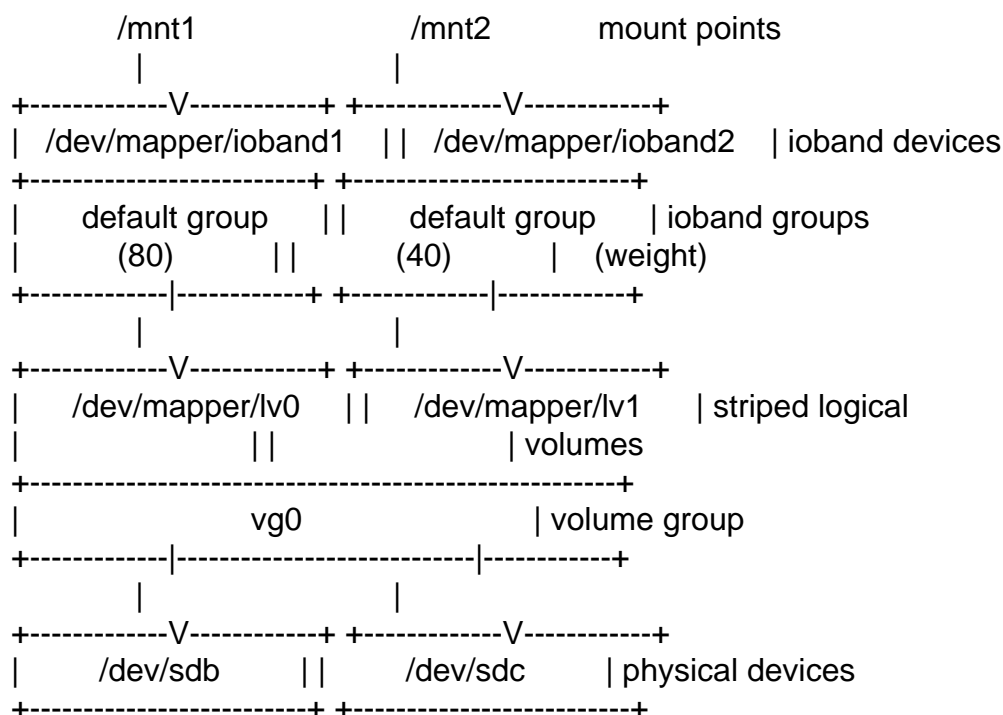 /mnt1 /mnt2 mount points
| |
+-------------V------------+ +-------------V------------+
| /dev/mapper/ioband1 | | /dev/mapper/ioband2 | ioband devices
+--------------------------+ +--------------------------+
| default group | | default group | ioband groups
| (80) | | (40) | (weight)
+-------------|------------+ +-------------|------------+
| |
+-------------V------------+ +-------------V------------+
| /dev/mapper/lv0 | | /dev/mapper/lv1 | striped logical
| | | | volumes
+-------------------------------------------------------+
| vg0 | volume group
+-------------|----------------------------|------------+
| |
+-------------V------------+ +-------------V------------+
| /dev/sdb | | /dev/sdc | physical devices
+--------------------------+ +--------------------------+